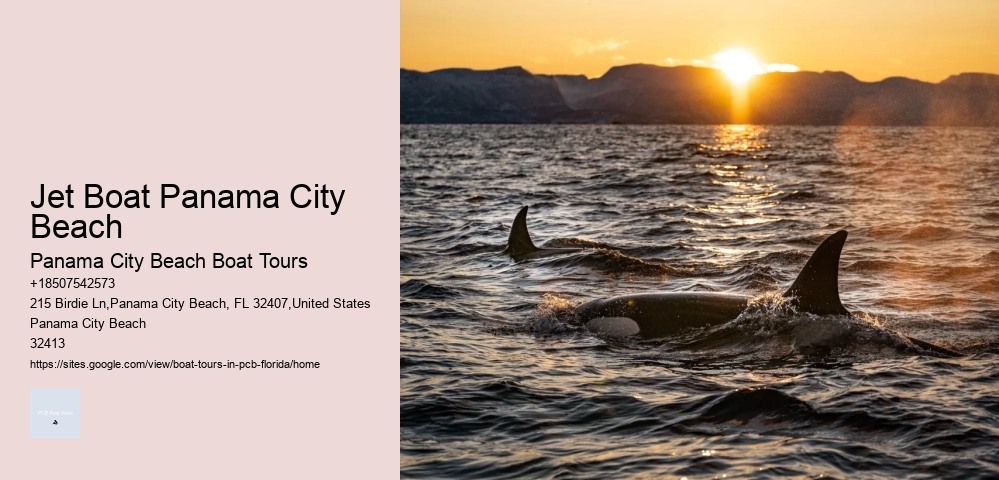 Jet Boat Panama City
Beach
Panama City Beach Boat Tours
+18507542573
215 Birdie Ln,Panama City Beach, FL 32407,United States
Panama City Beach
32413
https://sites.google.com/view/boat-tours-in-pcb-florida/home